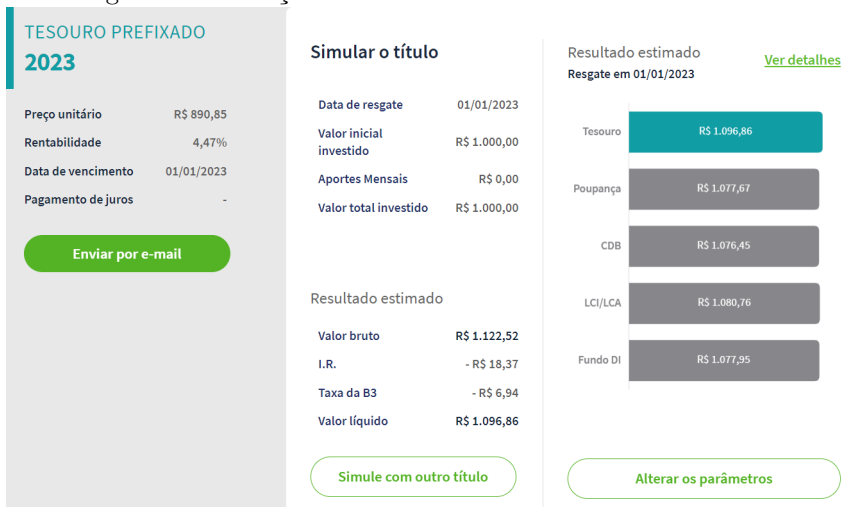 TESOURO PREFIXADO
2023
Preço unitário R$ 890,85
Rentabilidade 4,47%
Data de vencimento 01/01/2023
Pagamento de juros -
Enviar por e-mail
Simular o título
Data de resgate 01/01/2023
Valor inicial
investido R$ 1.000,00
Aportes Mensais R$ 0,00
Valor total investido R$ 1.000,00
Resultado estimado
Valor bruto R$ 1.122,52
I.R. - R$ 18,37
Taxa da B3 - R$ 6,94
Valor líquido R$ 1.096,86
Simule com outro título
Resultado estimado
Resgate em 01/01/2023
Ver detalhes
Tesouro R$ 1.096,86
Poupança R$ 1.077,67
CDB R$ 1.076,45
LCI/LCA R$ 1.080,76
Fundo DI R$ 1.077,95
Alterar os parâmetros